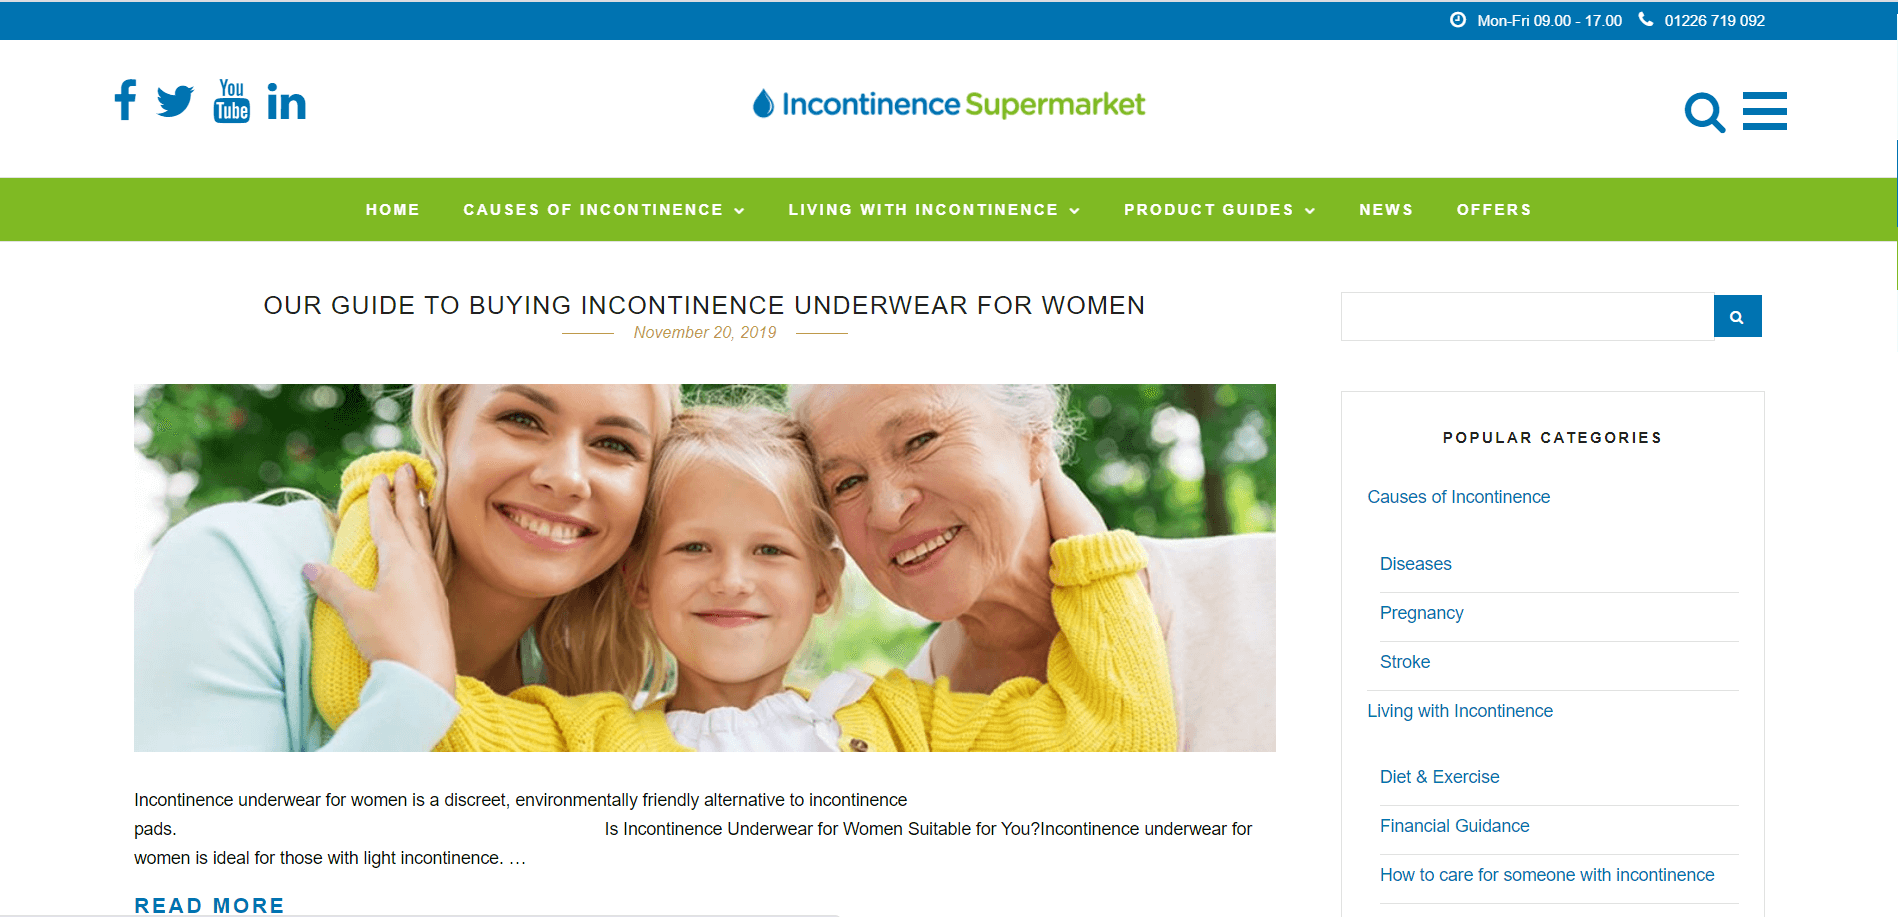 Mon-Fri 09.00 - 17.00 01226 719 092
You
Tube
Incontinence Supermarket
HOME CAUSES OF INCONTINENCE LIVING WITH INCONTINENCE PRODUCT GUIDES NEWS OFFERS
OUR GUIDE TO BUYING INCONTINENCE UNDERWEAR FOR WOMEN
November 20, 2019
Incontinence underwear for women is a discreet, environmentally friendly alternative to incontinence
pads. Is Incontinence Underwear for Women Suitable for You?Incontinence underwear for
women is ideal for those with light incontinence. …
READ MORE
POPULAR CATEGORIES
Causes of Incontinence
Diseases
Pregnancy
Stroke
Living with Incontinence
Diet & Exercise
Financial Guidance
How to care for someone with incontinence